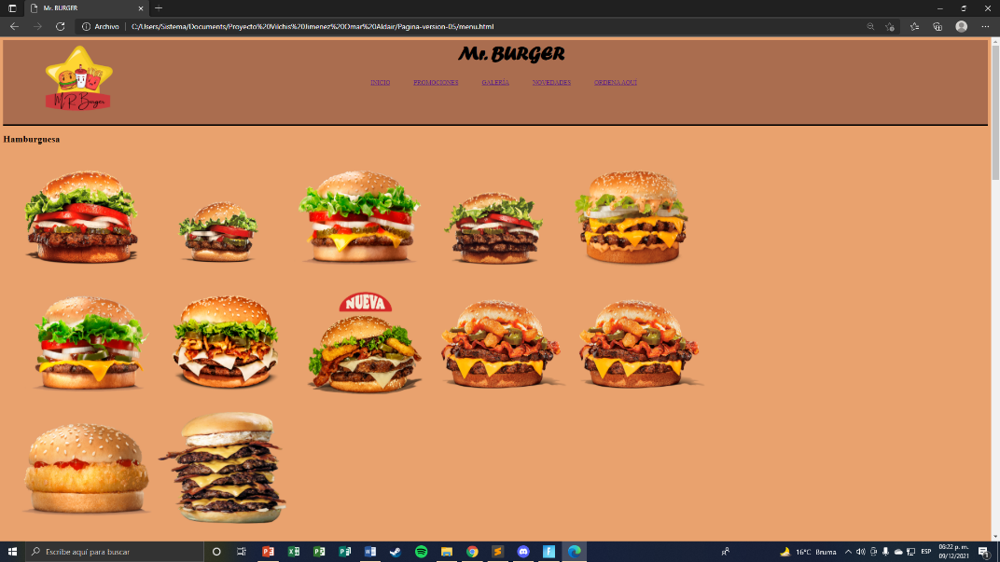 Mr. BURGER
Archivo
C:/Users/Sistema/Documents/Proyecto%20Vilchis%20Jimenez%20Omar%20Aldair/Pagina-version-05/menu.html
MR Burger
Mr. BURGER
INICIO PROMOCIONES GALERIA NOVEDADES ORDENA AQUI
Hamburguesa
NUEVA
Escribe aquí para buscar
16°C Bruma
ESP
06:22 p. m.
09/12/2021